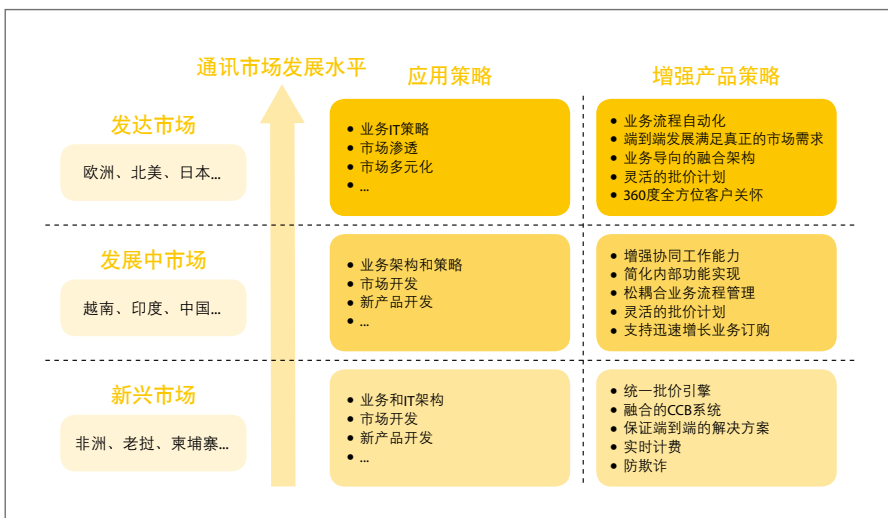 通讯市场发展水平
应用策略
增强产品策略
发达市场
欧洲、北美、日本...
• 业务IT策略
• 市场渗透
• 市场多元化
• ...
• 业务流程自动化
• 端到端发展满足真正的市场需求
• 业务导向的融合架构
• 灵活的批价计划
• 360度全方位客户关怀
发展中市场
越南、印度、中国...
• 业务架构和策略
• 市场开发
• 新产品开发
• ...
• 增强协同工作能力
• 简化内部功能实现
• 松耦合业务流程管理
• 灵活的批价计划
• 支持迅速增长业务订购
新兴市场
非洲、老挝、柬埔寨...
• 业务和IT架构
• 市场开发
• 新产品开发
• ...
• 统一批价引擎
• 融合的CCB系统
• 保证端到端的解决方案
• 实时计费
• 防欺诈